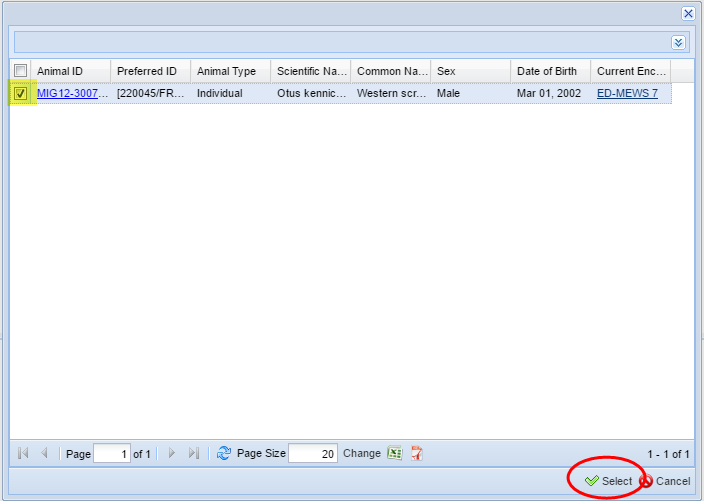 Animal ID Preferred ID Animal Type Scientific Na... Common Na... Sex Date of Birth Current Enc...
MIG12-3007... [220045/FR... Individual Otus kennic... Western scr... Male Mar 01, 2002 ED-MEWS 7
Page 1 of 1 Page Size 20 Change 1 - 1 of 1
Select Cancel